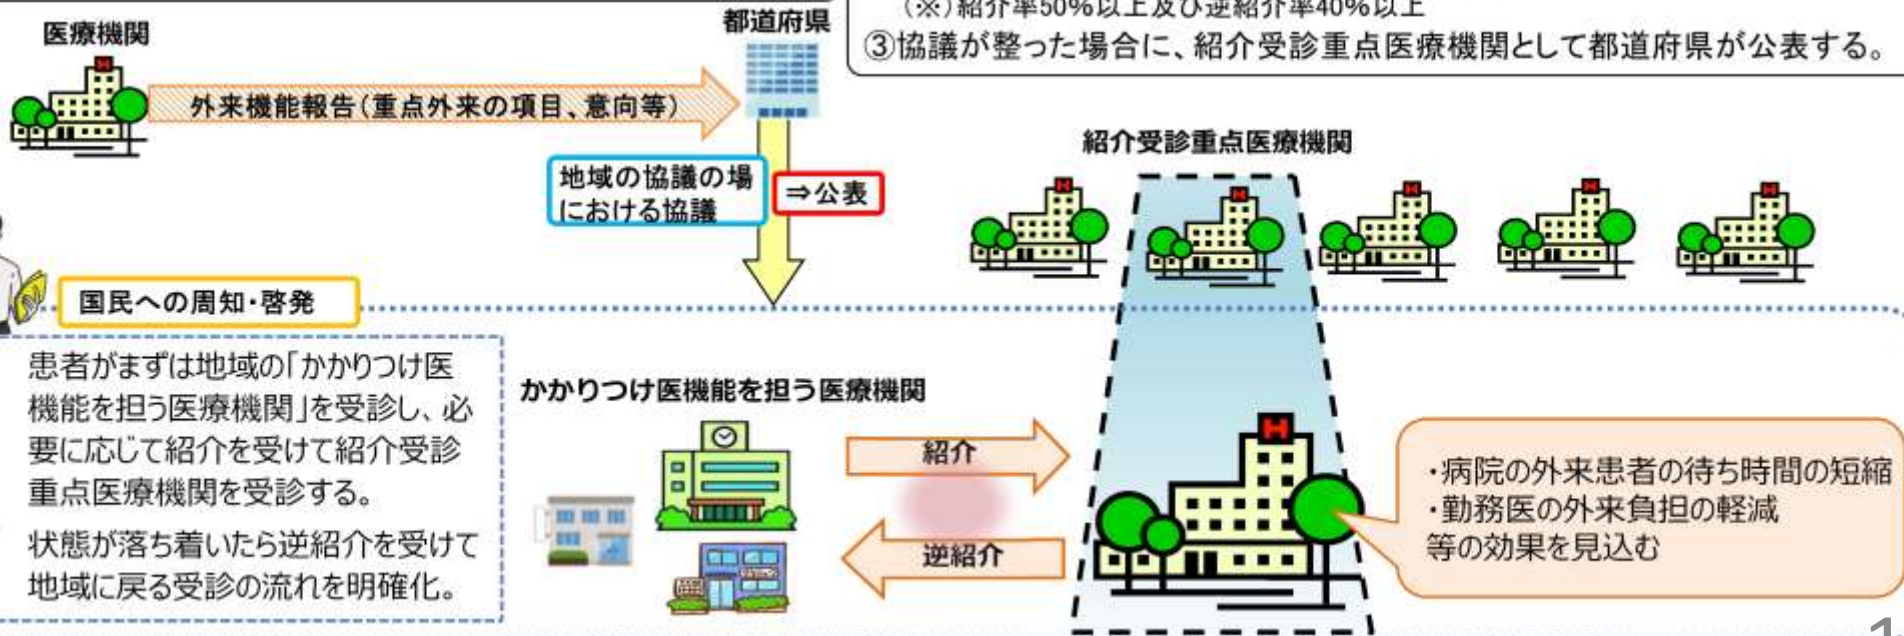 (※)紹介率50%以上及び逆紹介率40%以上
③協議が整った場合に、紹介受診重点医療機関として都道府県が公表する。
医療機関
都道府県
外来機能報告(重点外来の項目、意向等)
地域の協議の場
における協議
⇒公表
紹介受診重点医療機関
国民への周知・啓発
患者がまずは地域の「かかりつけ医
機能を担う医療機関」を受診し、必
要に応じて紹介を受けて紹介受診
重点医療機関を受診する。
状態が落ち着いたら逆紹介を受けて
地域に戻る受診の流れを明確化。
かかりつけ医機能を担う医療機関
紹介
逆紹介
・病院の外来患者の待ち時間の短縮
・勤務医の外来負担の軽減
等の効果を見込む